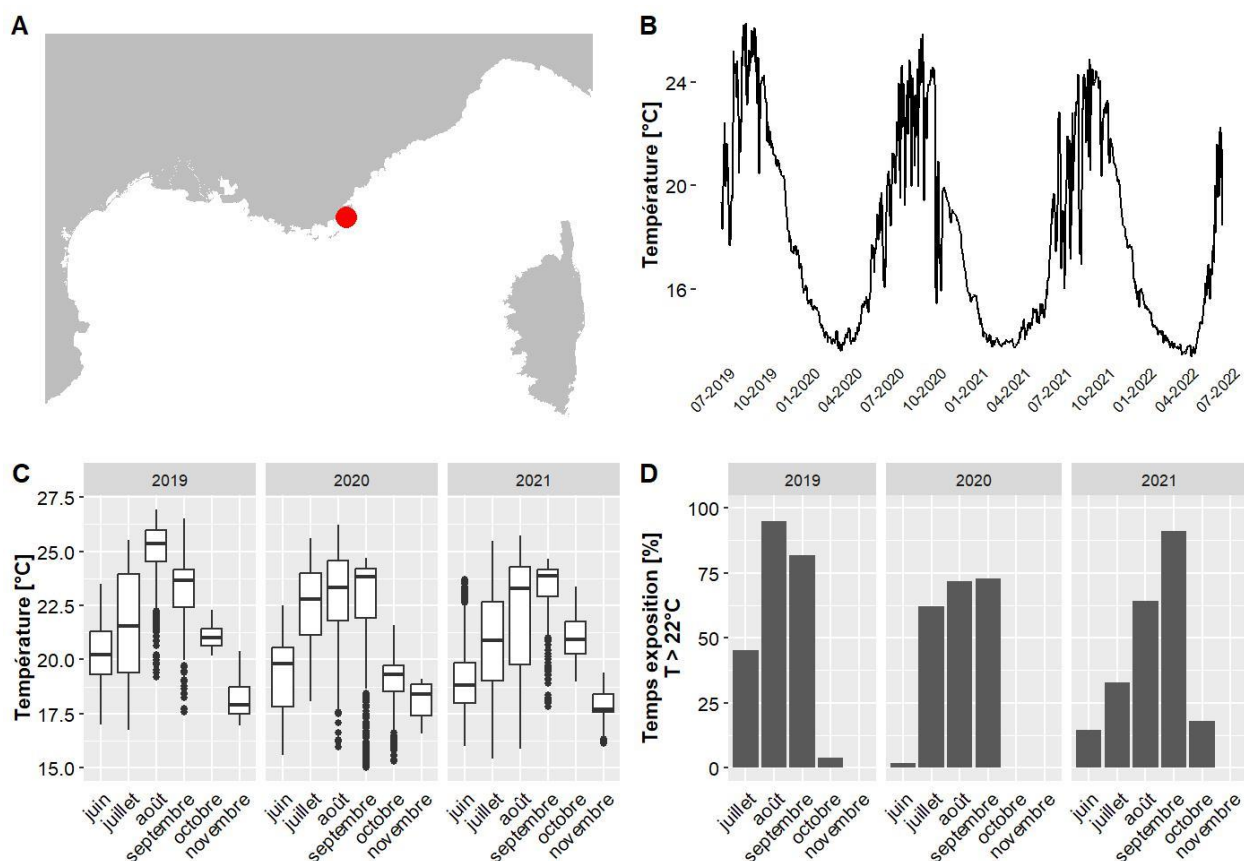 A
B
Température [°C]
24
20
16
07-2019
10-2019
01-2020
04-2020
07-2020
10-2020
01-2021
04-2021
07-2021
10-2021
01-2022
04-2022
07-2022
C
2019
2020
2021
Température [°C]
27.5
25.0
22.5
20.0
17.5
15.0
juin
juillet
août
septembre
octobre
novembre
juin
juillet
août
septembre
octobre
novembre
juin
juillet
août
septembre
octobre
novembre
D
2019
2020
2021
Temps exposition [%]
T > 22°C
100
75
50
25
0
juillet
août
septembre
octobre
novembre
juin
juillet
août
septembre
octobre
novembre
juin
juillet
août
septembre
octobre
novembre